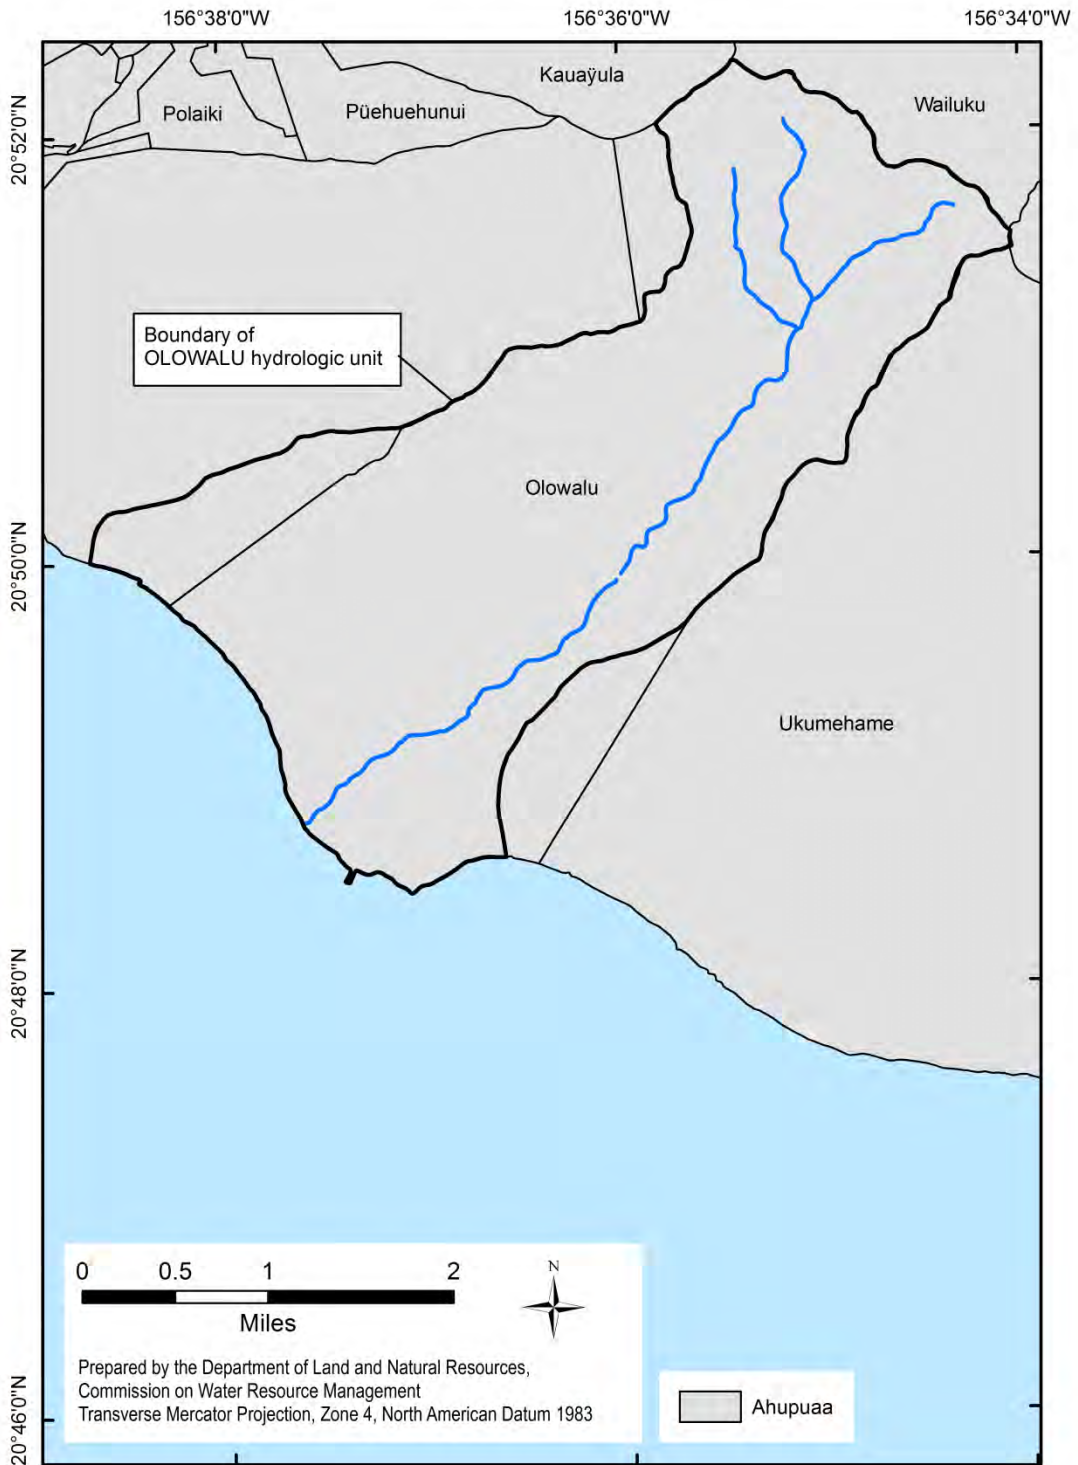 156°38'0"W
156°36'0"W
156°34'0"W
Kauaÿula
Wailuku
Polaiki
Püehuehunui
20°52'0"N
Boundary of
OLOWALU hydrologic unit
Olowalu
20°50'0"N
Ukumehame
20°48'0"N
0 0.5 1 2
Miles
N
Prepared by the Department of Land and Natural Resources,
Commission on Water Resource Management
Transverse Mercator Projection, Zone 4, North American Datum 1983
Ahupuaa
20°46'0"N